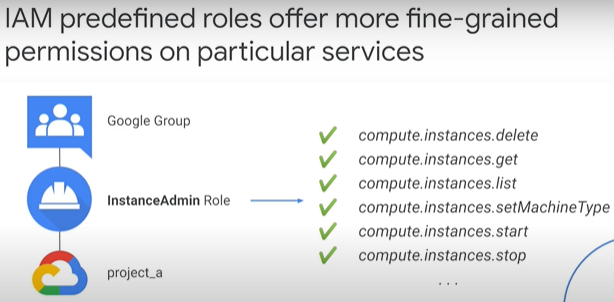 IAM predefined roles offer more fine-grained
permissions on particular services
Google Group
InstanceAdmin Role
project_a
compute.instances.delete
compute.instances.get
compute.instances.list
compute.instances.setMachineType
compute.instances.start
compute.instances.stop
. . .